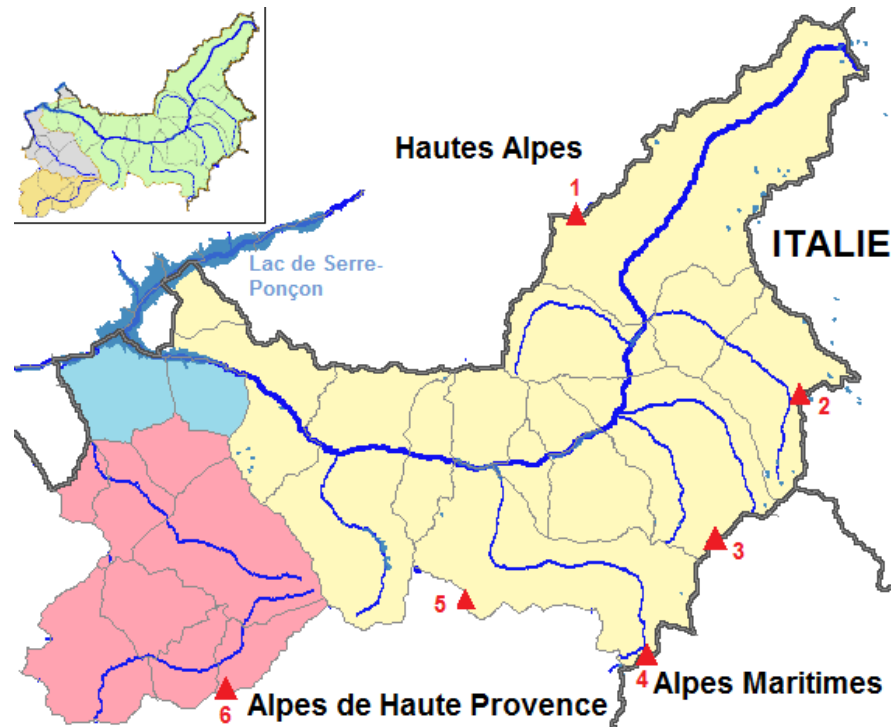 Hautes Alpes
1
ITALIE
Lac de Serre-
Ponçon
2
3
5
4
Alpes Maritimes
6
Alpes de Haute Provence